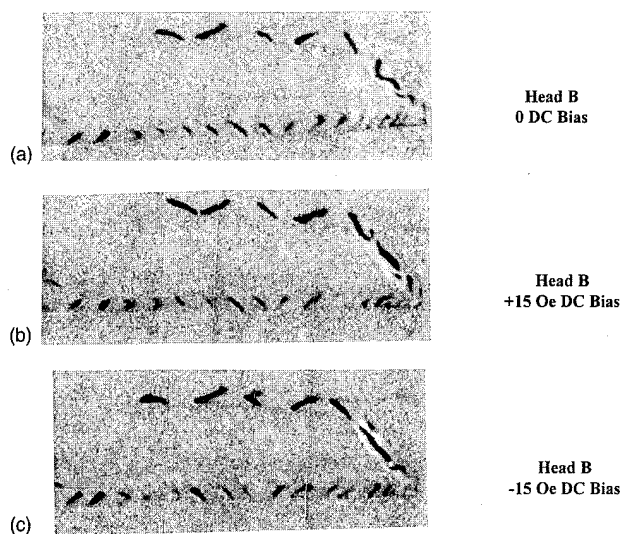 (a)
Head B
0 DC Bias
(b)
Head B
+15 Oe DC Bias
(c)
Head B
-15 Oe DC Bias